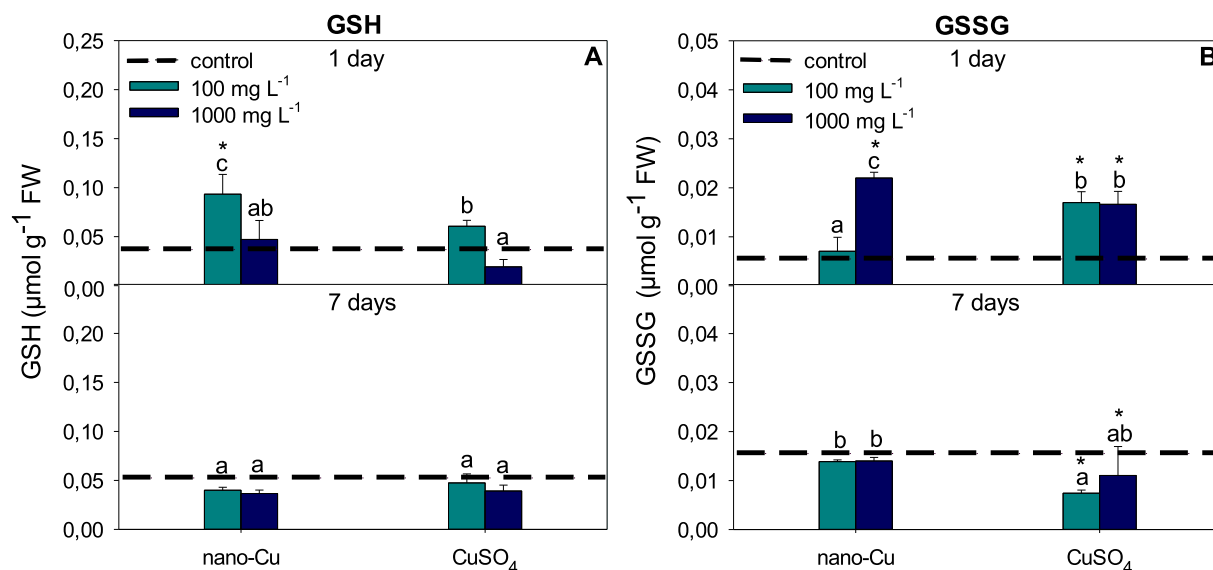 GSH
A
control
1 day
100 mg L⁻¹
1000 mg L⁻¹
0,25
0,20
0,15
0,10
0,05
0,00
*
c
ab
b
a
7 days
0,20
0,15
0,10
0,05
0,00
a a
a a
nano-Cu CuSO₄
GSH (µmol g⁻¹ FW)
GSSG
B
control
1 day
100 mg L⁻¹
1000 mg L⁻¹
0,05
0,04
0,03
0,02
0,01
0,00
a
*
c
*
b
*
b
7 days
0,04
0,03
0,02
0,01
0,00
b b
*
a
*
ab
nano-Cu CuSO₄
GSSG (µmol g⁻¹ FW)